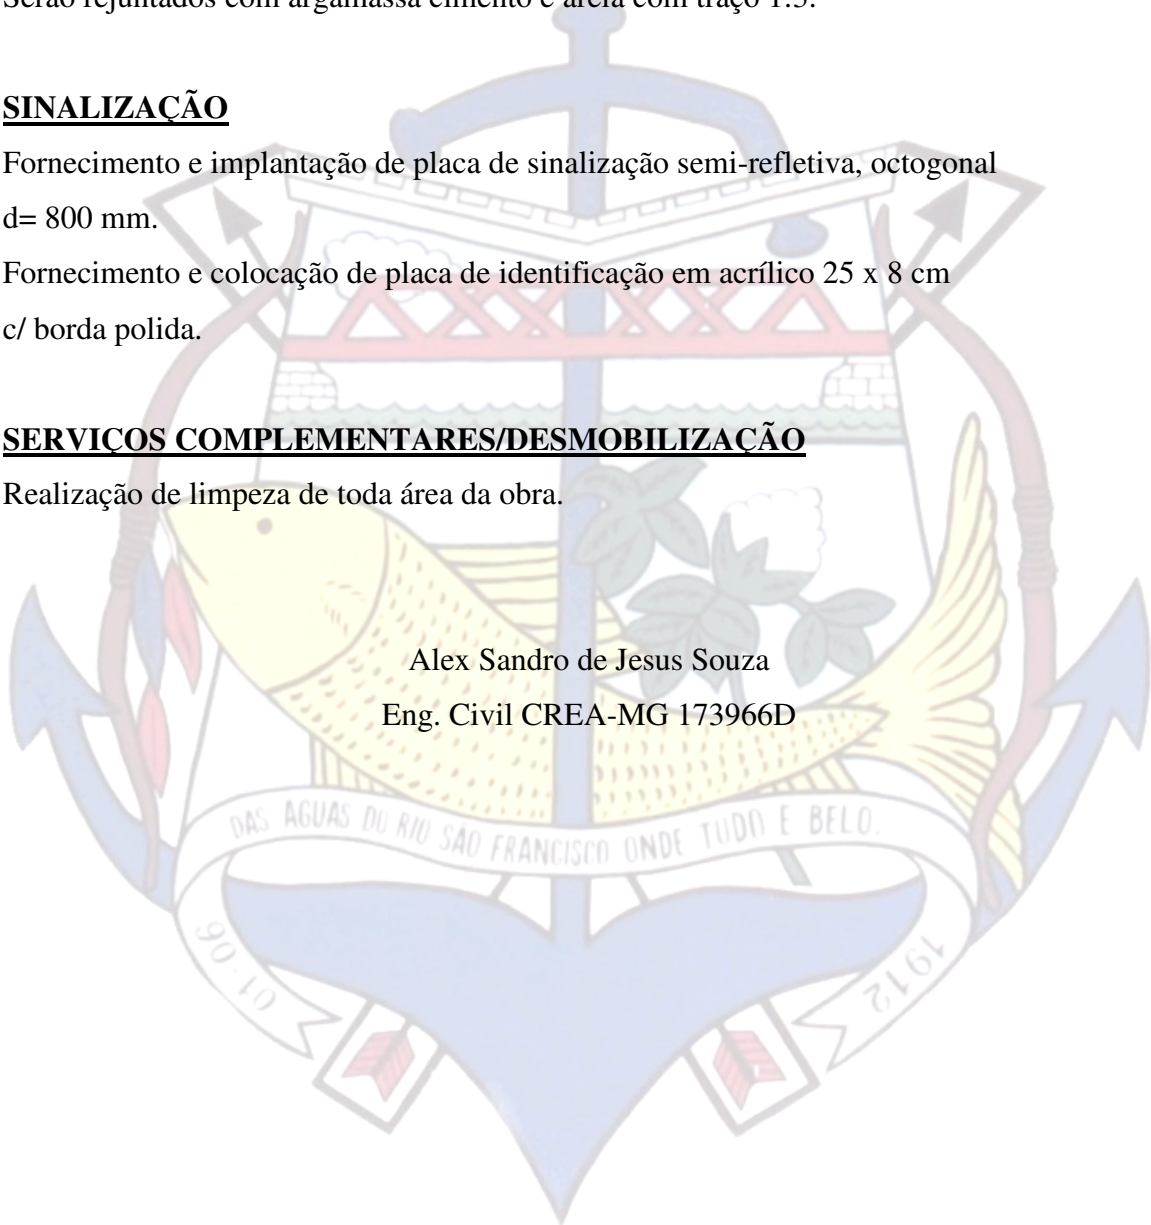 Serão rejuntados com argamassa cimento e areia com traço 1:3.
SINALIZAÇÃO
Fornecimento e implantação de placa de sinalização semi-refletiva, octogonal
d= 800 mm.
Fornecimento e colocação de placa de identificação em acrílico 25 x 8 cm
c/ borda polida.
SERVIÇOS COMPLEMENTARES/DESMOBILIZAÇÃO
Realização de limpeza de toda área da obra.
Alex Sandro de Jesus Souza
Eng. Civil CREA-MG 173966D
DAS AGUAS DO RIO SÃO FRANCISCO ONDE TUDO E BELO.
01-06
1912